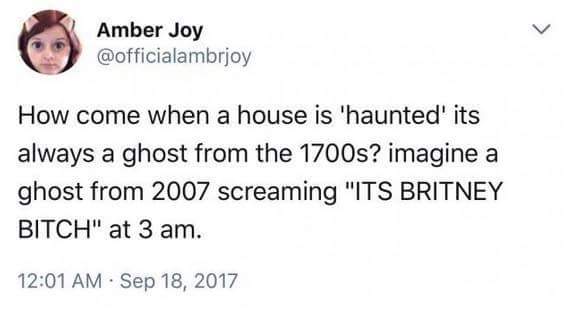 Amber Joy
@officialambrjoy
How come when a house is 'haunted' its
always a ghost from the 1700s? imagine a
ghost from 2007 screaming "ITS BRITNEY
BITCH" at 3 am.
12:01 AM · Sep 18, 2017